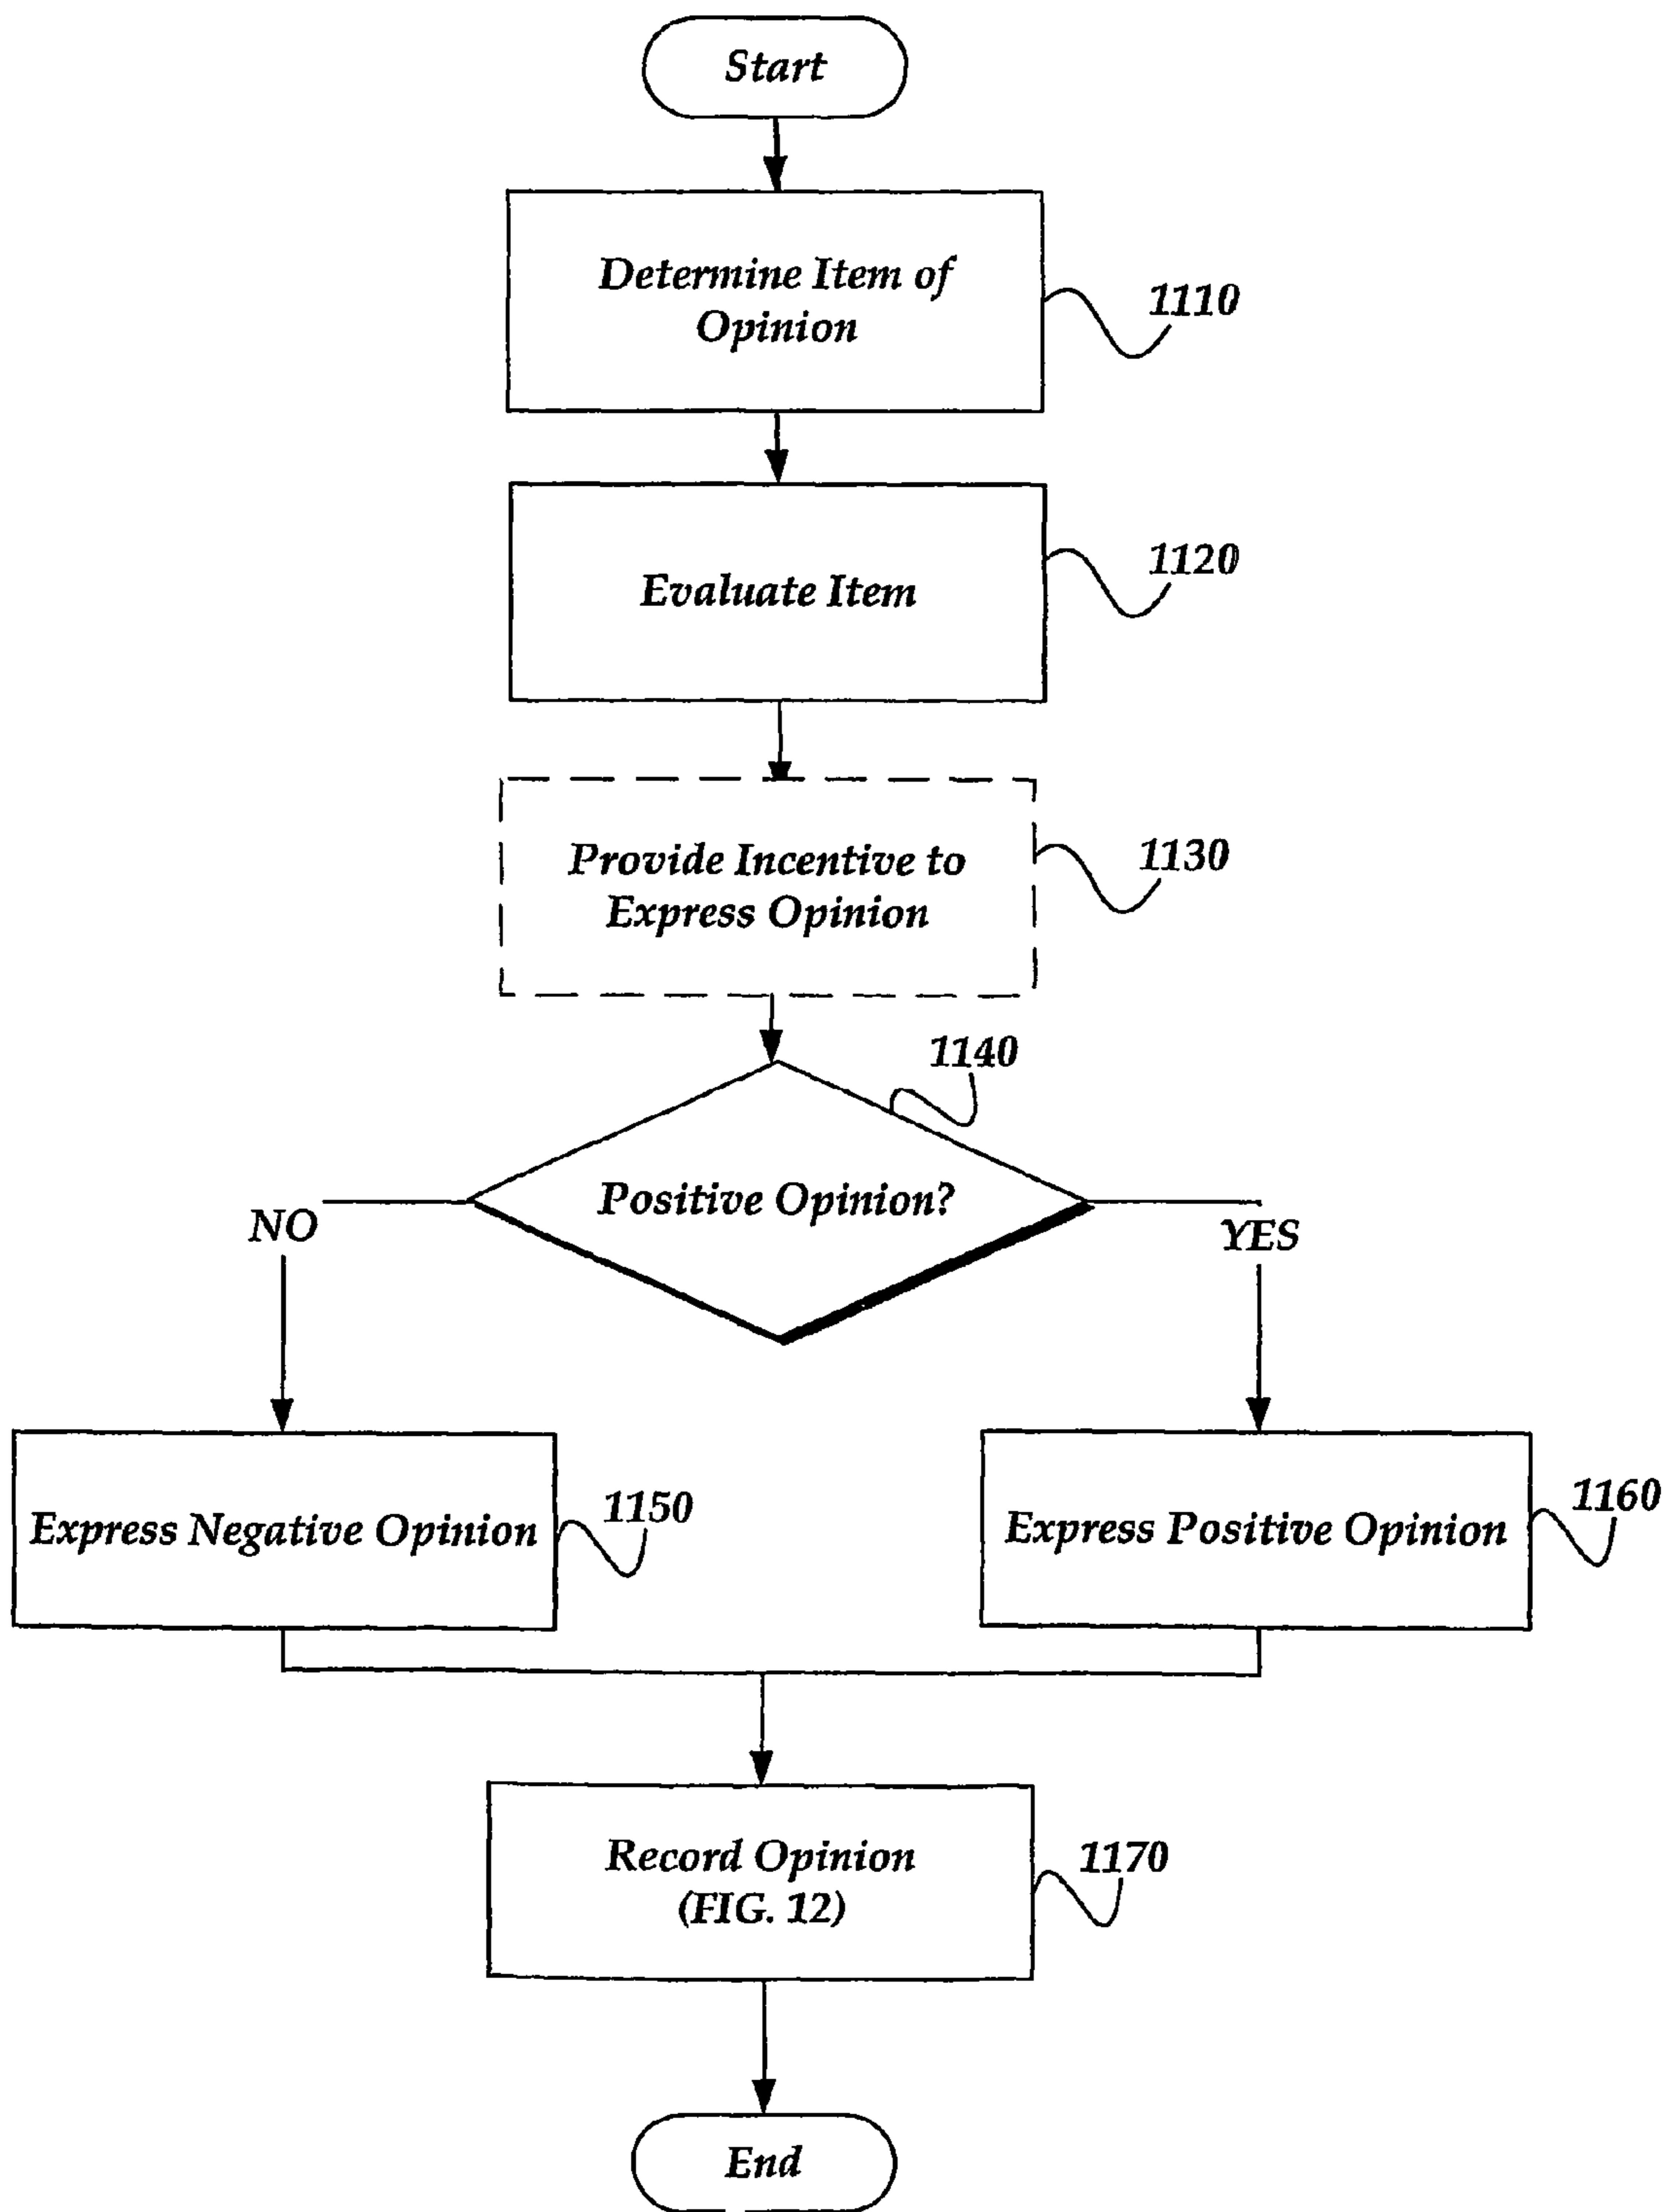 Start
Determine Item of
Opinion
1110
Evaluate Item
1120
Provide Incentive to
Express Opinion
1130
1140
Positive Opinion?
NO
YES
Express Negative Opinion
1150
Express Positive Opinion
1160
Record Opinion
(FIG. 12)
1170
End